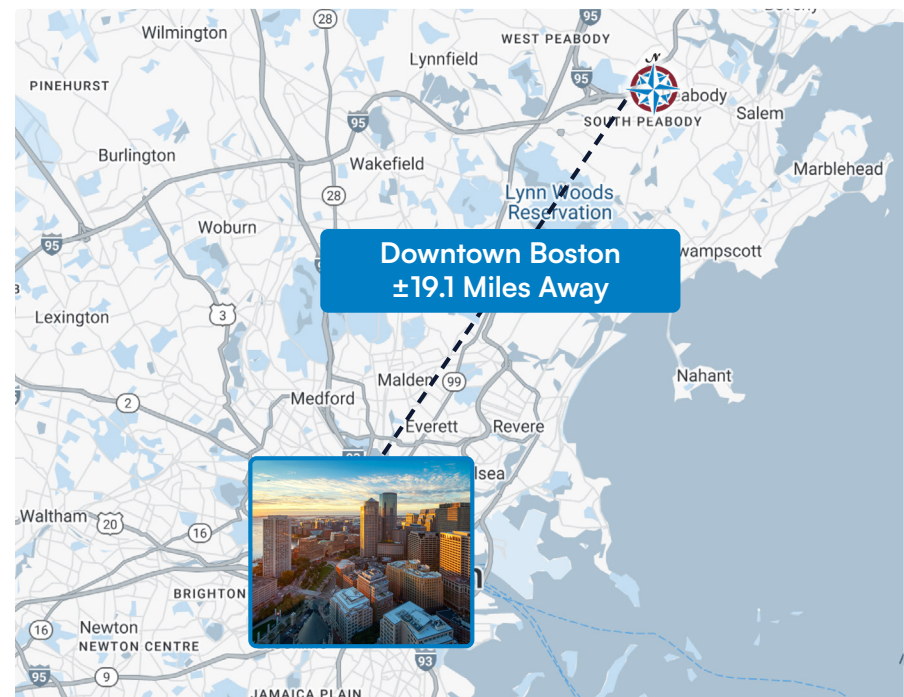 28
95
Wilmington
WEST PEABODY
Lynnfield
N
PINEHURST
95
eabody
Salem
SOUTH PEABODY
95
Burlington
Wakefield
Marblehead
28
Lynn Woods
Reservation
Woburn
95
Downtown Boston
±19.1 Miles Away
wampscott
3
Lexington
Nahant
Malden
99
2
Medford
Everett
Revere
lsea
Waltham
20
16
BRIGHTON
16
Newton
NEWTON CENTRE
93
95
9
JAMAICA PLAIN